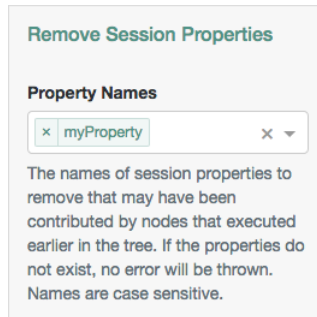 Remove Session Properties
Property Names
× myProperty
The names of session properties to
remove that may have been
contributed by nodes that executed
earlier in the tree. If the properties do
not exist, no error will be thrown.
Names are case sensitive.